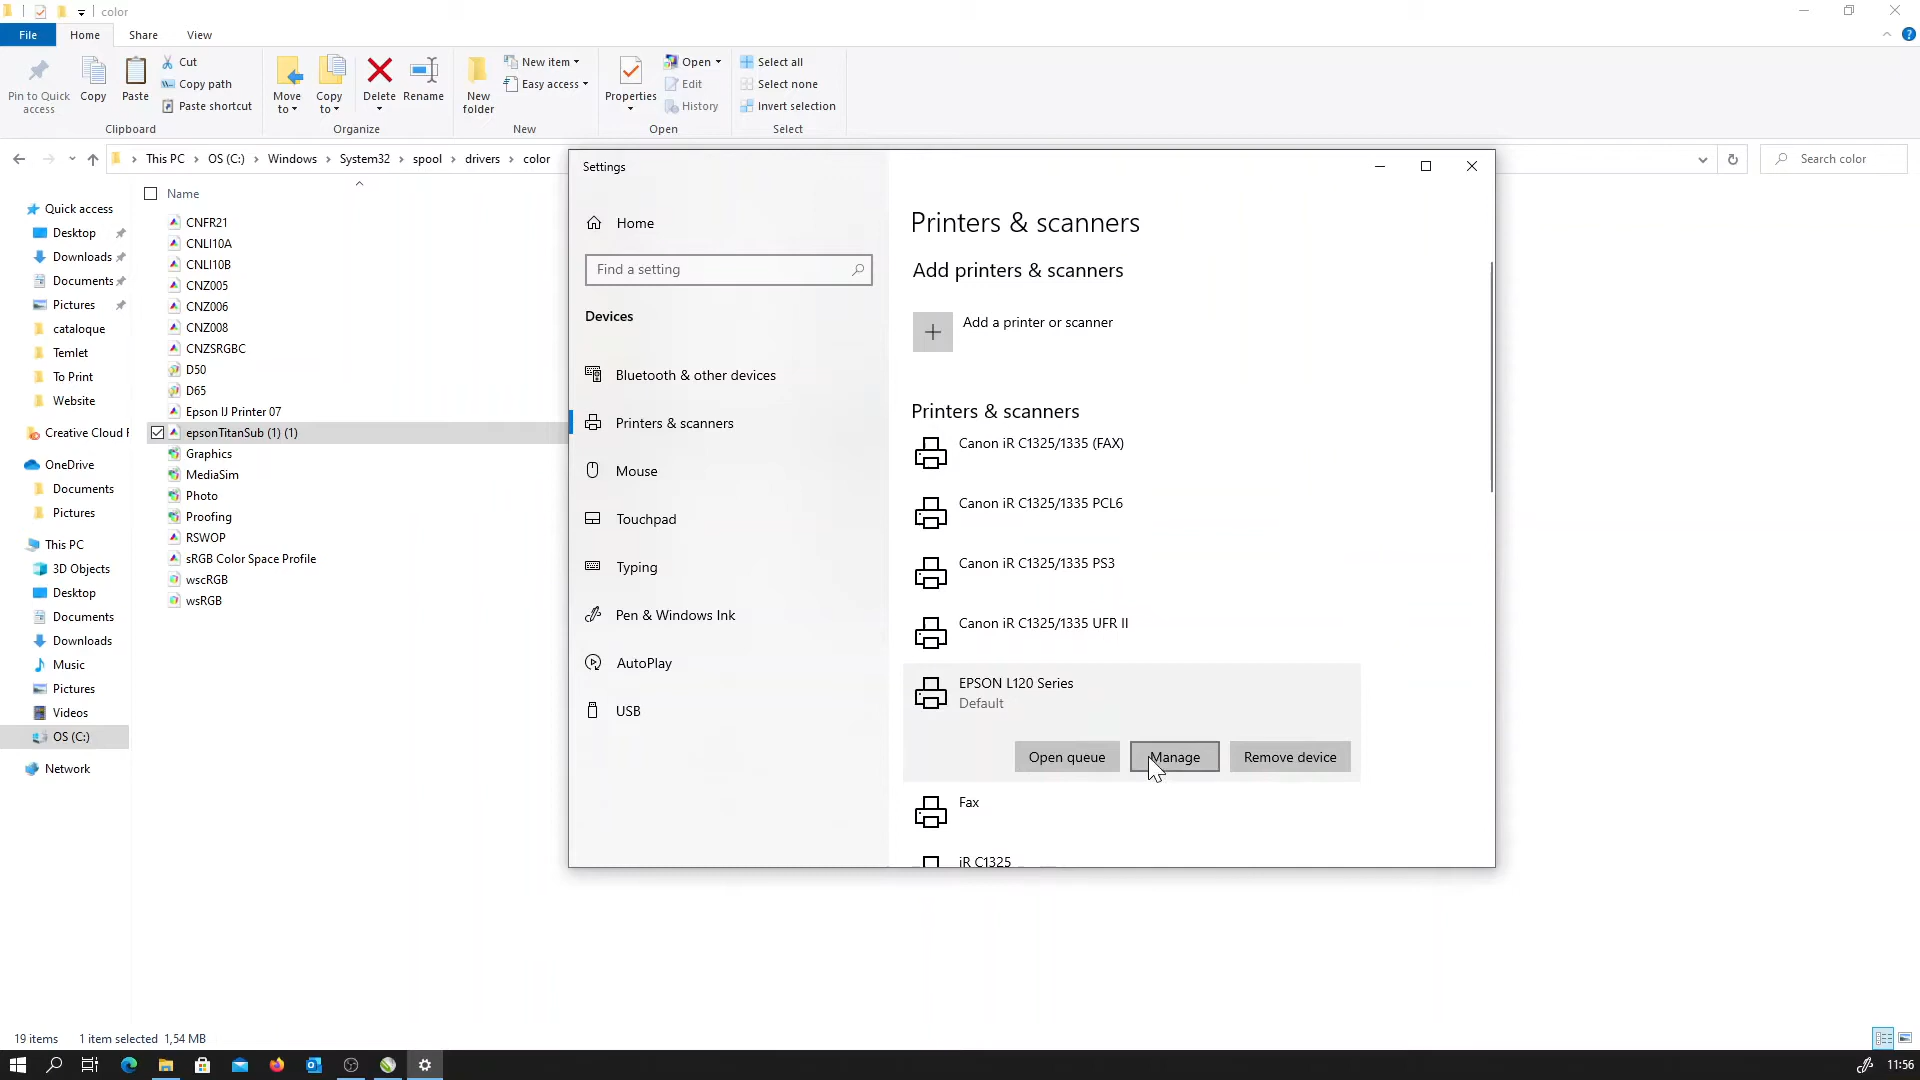 color
File
Home
Share
View
Pin to Quick access
Copy
Paste
Cut
Copy path
Paste shortcut
Clipboard
Move to
Copy to
Delete
Rename
Organize
New folder
New item
Easy access
New
Properties
Open
Edit
History
Open
Select all
Select none
Invert selection
Select
This PC
OS (C:)
Windows
System32
spool
drivers
color
Search color
Quick access
Desktop
Downloads
Documents
Pictures
cataloque
Temlet
To Print
Website
Creative Cloud F
OneDrive
Documents
Pictures
This PC
3D Objects
Desktop
Documents
Downloads
Music
Pictures
Videos
OS (C:)
Network
Name
CNFR21
CNLI10A
CNLI10B
CNZ005
CNZ006
CNZ008
CNZSRGBC
D50
D65
Epson IJ Printer 07
epsonTitanSub (1) (1)
Graphics
MediaSim
Photo
Proofing
RSWOP
sRGB Color Space Profile
wscRGB
wsRGB
Settings
Home
Find a setting
Devices
Bluetooth & other devices
Printers & scanners
Mouse
Touchpad
Typing
Pen & Windows Ink
AutoPlay
USB
Printers & scanners
Add printers & scanners
Add a printer or scanner
Printers & scanners
Canon iR C1325/1335 (FAX)
Canon iR C1325/1335 PCL6
Canon iR C1325/1335 PS3
Canon iR C1325/1335 UFR II
EPSON L120 Series
Default
Open queue
Manage
Remove device
Fax
iR C1325
19 items
1 item selected 1,54 MB
11:56